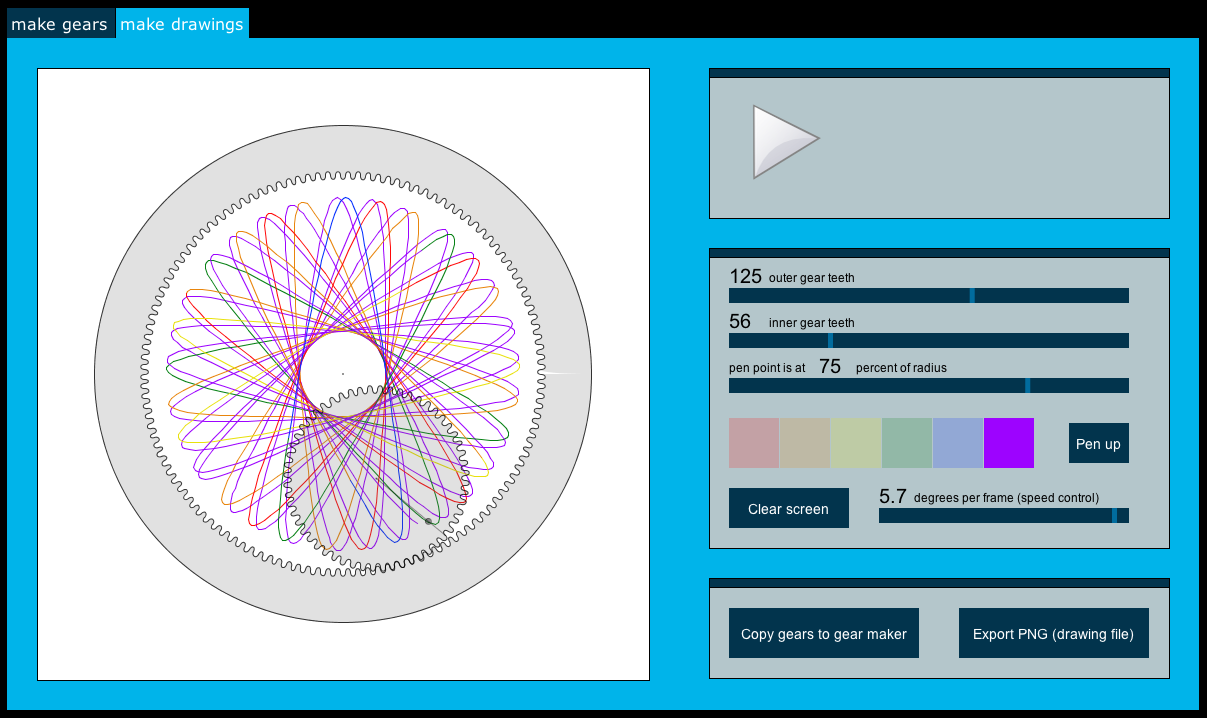 make gears
make drawings
125 outer gear teeth
56 inner gear teeth
pen point is at 75 percent of radius
Pen up
Clear screen
5.7 degrees per frame (speed control)
Copy gears to gear maker
Export PNG (drawing file)